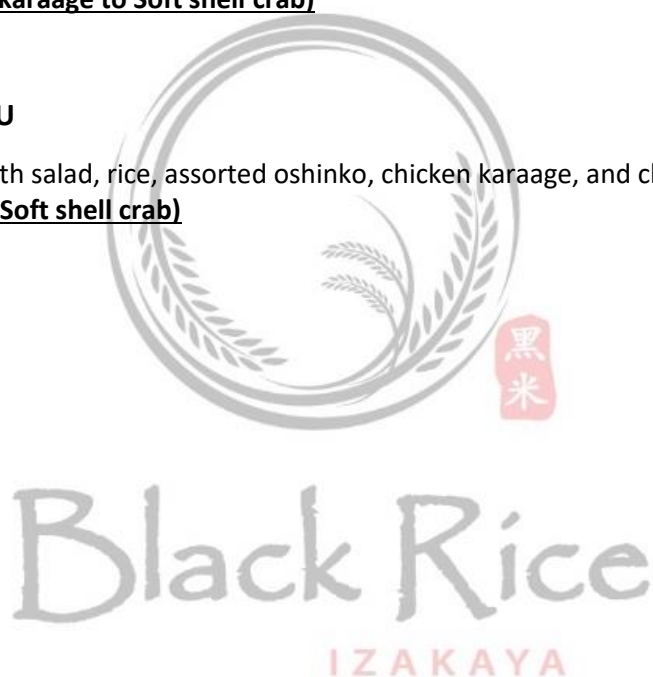 karaage to Soft shell crab)
U
th salad, rice, assorted oshinko, chicken karaage, and c
Soft shell crab)
黑
米
Black Rice
IZAKAYA